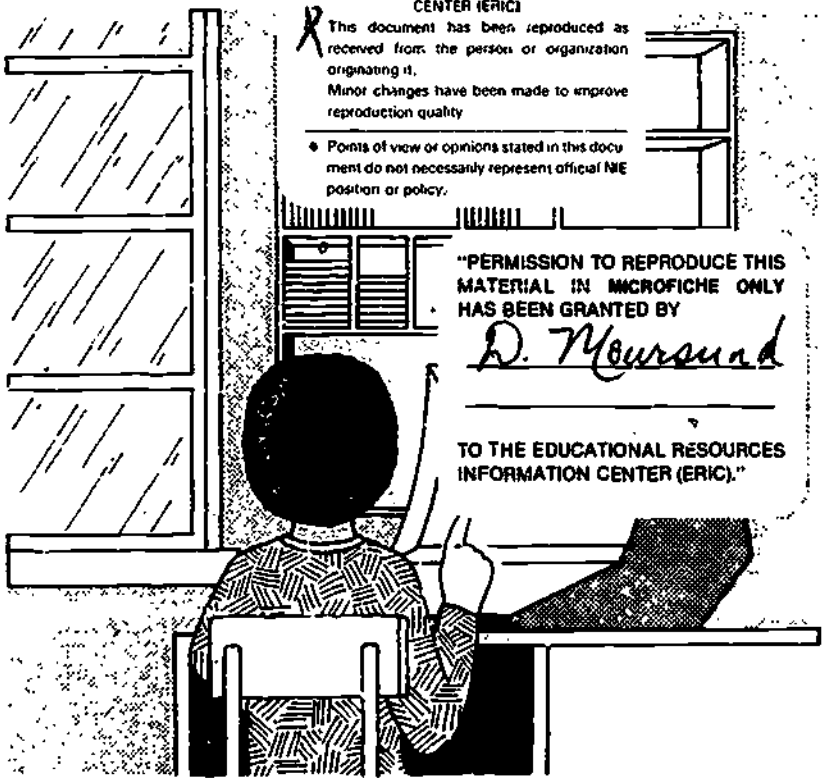 CENTER (ERIC)
This document has been reproduced as
received from the person or organization
originating it.
Minor changes have been made to improve
reproduction quality
• Points of view or opinions stated in this docu
ment do not necessarily represent official NIE
position or policy.
"PERMISSION TO REPRODUCE THIS
MATERIAL IN MICROFICHE ONLY
HAS BEEN GRANTED BY
D. Moursund
TO THE EDUCATIONAL RESOURCES
INFORMATION CENTER (ERIC)."